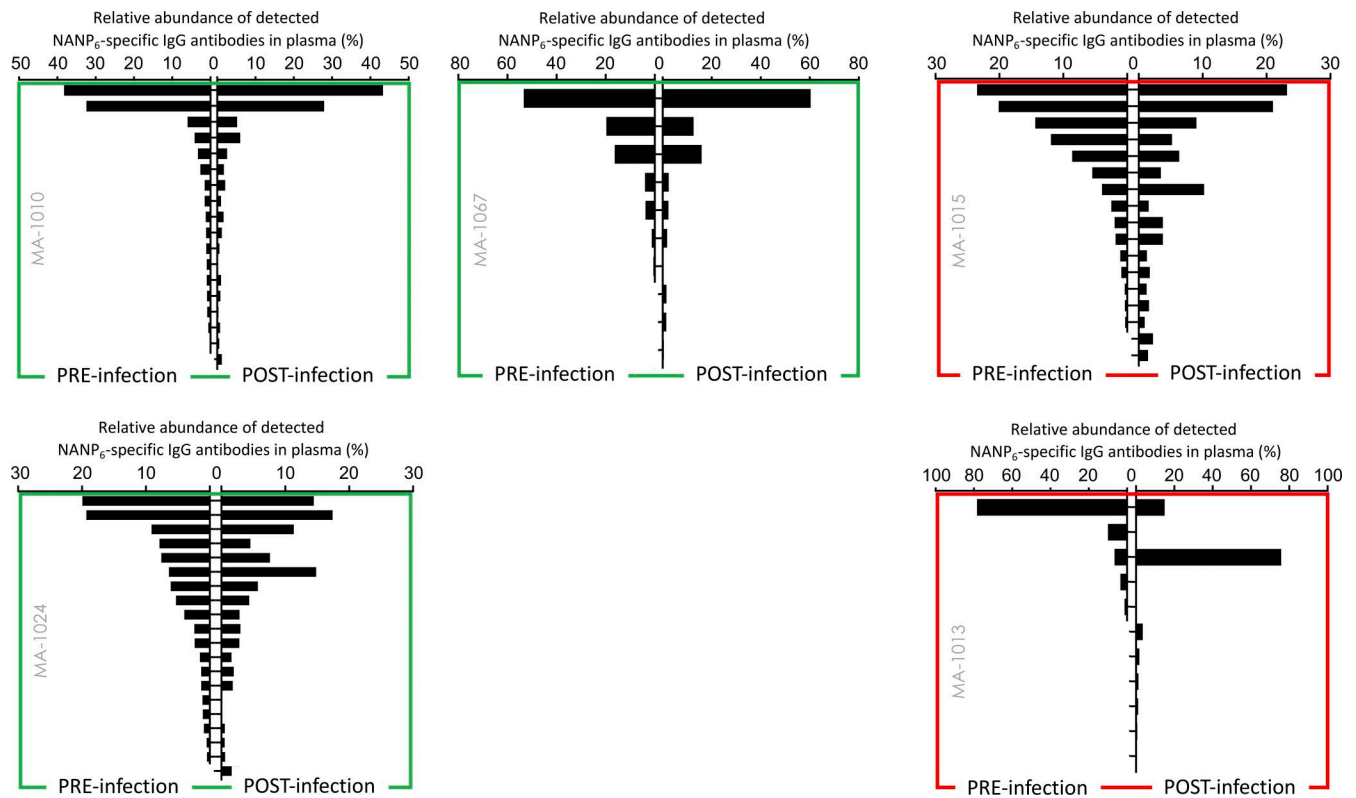 Relative abundance of detected
NANP₆-specific IgG antibodies in plasma (%)
50 40 30 20 10 0 0 10 20 30 40 50
MA-1010
PRE-infection POST-infection
Relative abundance of detected
NANP₆-specific IgG antibodies in plasma (%)
80 60 40 20 0 0 20 40 60 80
MA-1067
PRE-infection POST-infection
Relative abundance of detected
NANP₆-specific IgG antibodies in plasma (%)
30 20 10 0 0 10 20 30
MA-1015
PRE-infection POST-infection
Relative abundance of detected
NANP₆-specific IgG antibodies in plasma (%)
30 20 10 0 0 10 20 30
MA-1024
PRE-infection POST-infection
Relative abundance of detected
NANP₆-specific IgG antibodies in plasma (%)
100 80 60 40 20 0 0 20 40 60 80 100
MA-1013
PRE-infection POST-infection